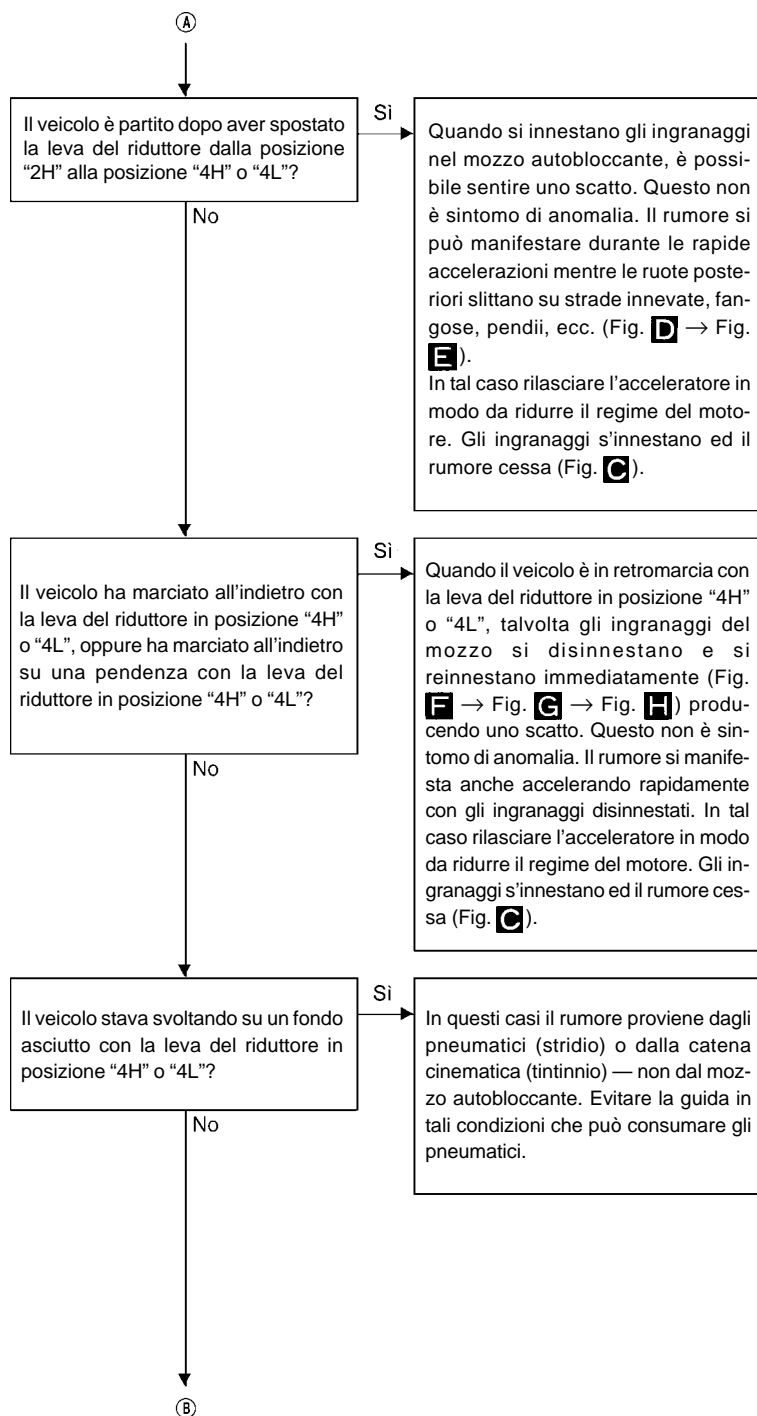 Ⓐ
Il veicolo è partito dopo aver spostato
la leva del riduttore dalla posizione
“2H” alla posizione “4H” o “4L”?
Sì
Quando si innestano gli ingranaggi
nel mozzo autobloccante, è possi-
bile sentire uno scatto. Questo non
è sintomo di anomalia. Il rumore si
può manifestare durante le rapide
accelerazioni mentre le ruote poste-
riori slittano su strade innevate, fan-
gose, pendii, ecc. (Fig. D → Fig.
E).
In tal caso rilasciare l’acceleratore in
modo da ridurre il regime del moto-
re. Gli ingranaggi s’innestano ed il
rumore cessa (Fig. C).
No
Il veicolo ha marciato all’indietro con
la leva del riduttore in posizione “4H”
o “4L”, oppure ha marciato all’indietro
su una pendenza con la leva del
riduttore in posizione “4H” o “4L”?
Sì
Quando il veicolo è in retromarcia con
la leva del riduttore in posizione “4H”
o “4L”, talvolta gli ingranaggi del
mozzo si disinnestano e si
reinnestano immediatamente (Fig.
F → Fig. G → Fig. H) produ-
cendo uno scatto. Questo non è sin-
tomo di anomalia. Il rumore si manife-
sta anche accelerando rapidamente
con gli ingranaggi disinnestati. In tal
caso rilasciare l’acceleratore in modo
da ridurre il regime del motore. Gli in-
granaggi s’innestano ed il rumore ces-
sa (Fig. C).
No
Il veicolo stava svoltando su un fondo
asciutto con la leva del riduttore in
posizione “4H” o “4L”?
Sì
In questi casi il rumore proviene dagli
pneumatici (stridio) o dalla catena
cinematica (tintinnio) — non dal moz-
zo autobloccante. Evitare la guida in
tali condizioni che può consumare gli
pneumatici.
No
Ⓑ